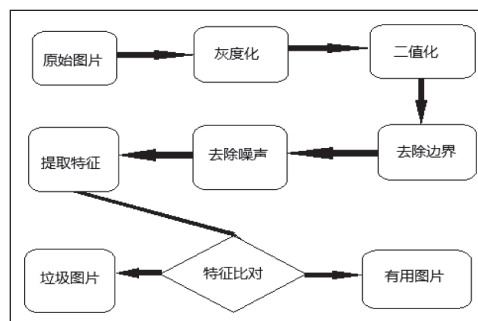 原始图片
灰度化
二值化
去除边界
去除噪声
提取特征
特征比对
垃圾图片
有用图片